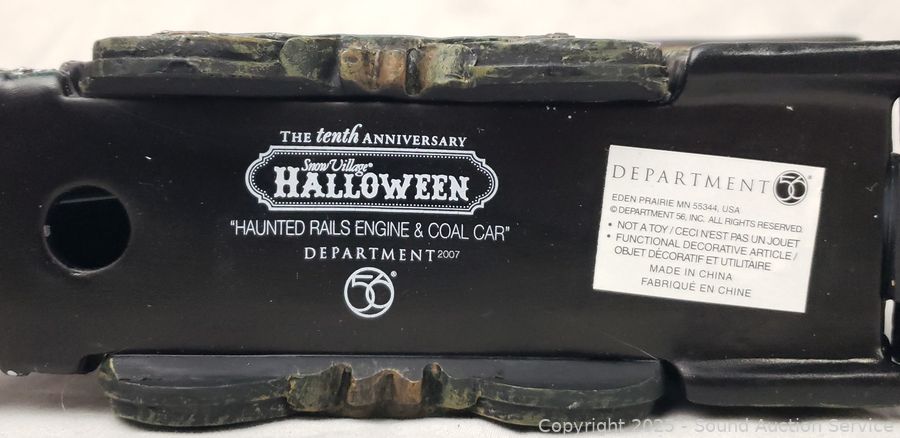 THE tenth ANNIVERSARY
Snow Village®
HALLOWEEN
"HAUNTED RAILS ENGINE & COAL CAR"
DEPARTMENT 2007
56®
DEPARTMENT 56®
EDEN PRAIRIE MN 55344, USA
© DEPARTMENT 56, INC. ALL RIGHTS RESERVED.
• NOT A TOY / CECI N'EST PAS UN JOUET
• FUNCTIONAL DECORATIVE ARTICLE /
OBJET DÉCORATIF ET UTILITAIRE
MADE IN CHINA
FABRIQUÉ EN CHINE
Copyright 2025 - Sound Auction Service